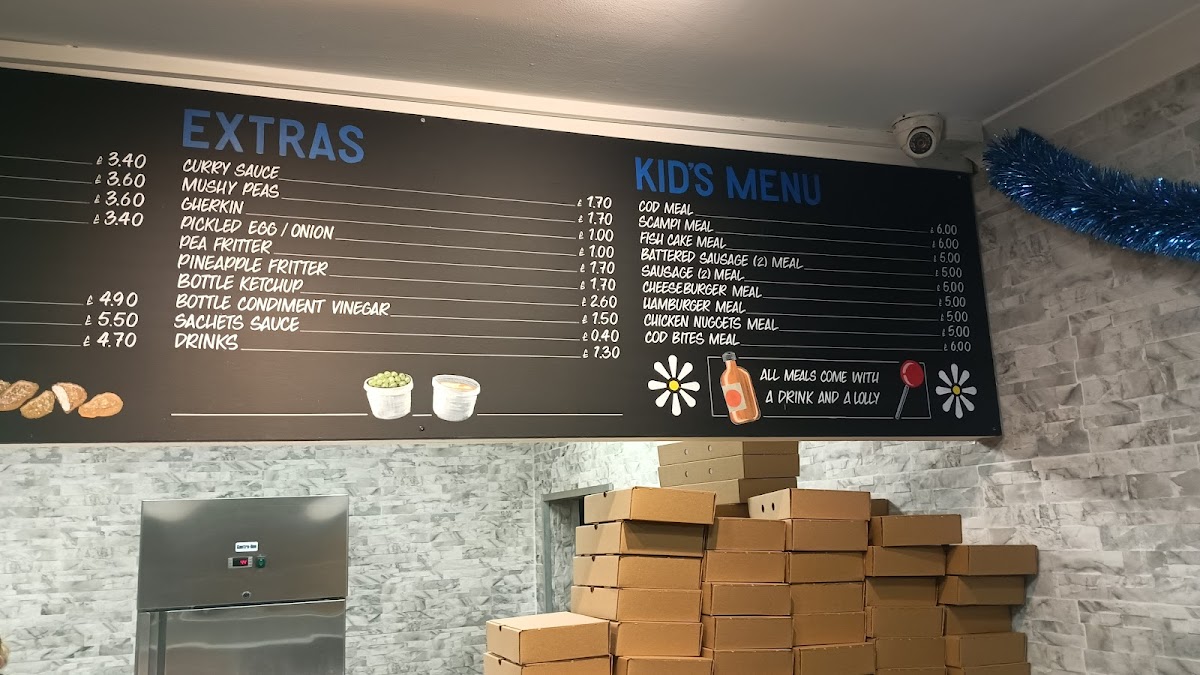 £ 3.40
£ 3.60
£ 3.60
£ 3.40
£ 4.90
£ 5.50
£ 4.70
EXTRAS
CURRY SAUCE £ 1.70
MUSHY PEAS £ 1.70
GHERKIN £ 1.00
PICKLED EGG / ONION £ 1.00
PEA FRITTER £ 1.70
PINEAPPLE FRITTER £ 1.70
BOTTLE KETCHUP £ 2.60
BOTTLE CONDIMENT VINEGAR £ 1.50
SACHETS SAUCE £ 0.40
DRINKS £ 1.30
KID'S MENU
COD MEAL £ 6.00
SCAMPI MEAL £ 6.00
FISH CAKE MEAL £ 5.00
BATTERED SAUSAGE (2) MEAL £ 5.00
SAUSAGE (2) MEAL £ 5.00
CHEESEBURGER MEAL £ 5.00
HAMBURGER MEAL £ 5.00
CHICKEN NUGGETS MEAL £ 5.00
COD BITES MEAL £ 6.00
ALL MEALS COME WITH
A DRINK AND A LOLLY